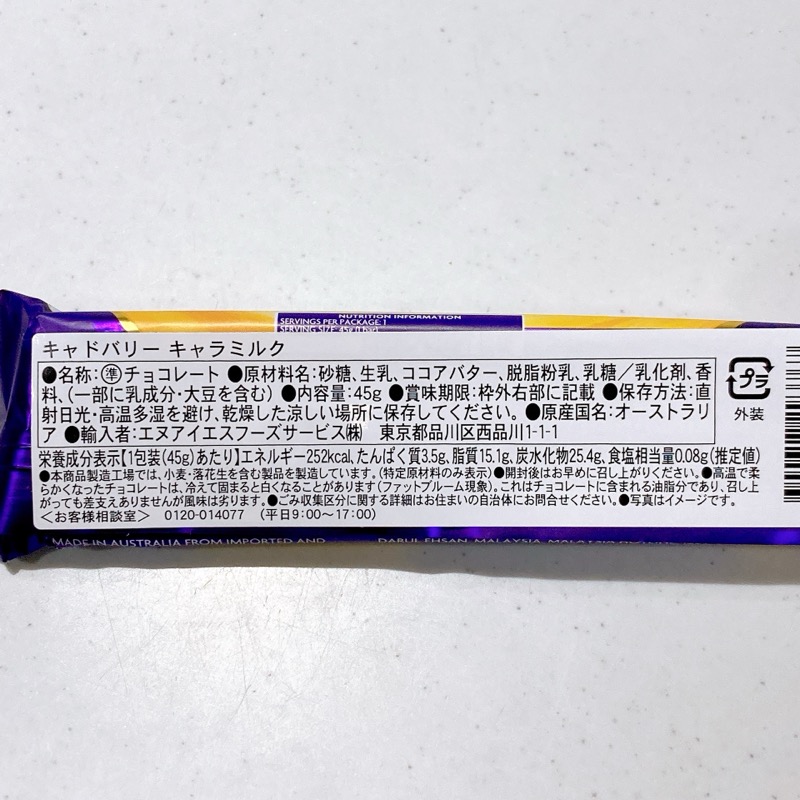 NUTRITION INFORMATION
SERVINGS PER PACKAGE: 1
SERVING SIZE: 45g (1 BAR)
キャドバリー キャラミルク
●名称:㊜チョコレート ●原材料名:砂糖、生乳、ココアバター、脱脂粉乳、乳糖／乳化剤、香
料、(一部に乳成分・大豆を含む) ●内容量:45g ●賞味期限:枠外右部に記載 ●保存方法:直
射日光・高温多湿を避け、乾燥した涼しい場所に保存してください。 ●原産国名:オーストラリ
ア ●輸入者:エヌアイエスフーズサービス㈱ 東京都品川区西品川1-1-1
プラ
外装
栄養成分表示【1包装(45g)あたり】エネルギー252kcal、たんぱく質3.5g、脂質15.1g、炭水化物25.4g、食塩相当量0.08g(推定値)
●本商品製造工場では、小麦・落花生を含む製品を製造しています。(特定原材料のみ表示) ●開封後はお早めに召し上がりください。 ●高温で柔
らかくなったチョコレートは、冷えて固まると白くなることがあります(ファットブルーム現象)。これはチョコレートに含まれる油脂分であり、召し上
がっても差支えありませんが風味は劣ります。 ●ごみ収集区分に関する詳細はお住まいの自治体にお問合せください。 ●写真はイメージです。
＜お客様相談室＞ 0120-014077 (平日9:00〜17:00)
MADE IN AUSTRALIA FROM IMPORTED AND
DARUL EHSAN, MALAYSIA.